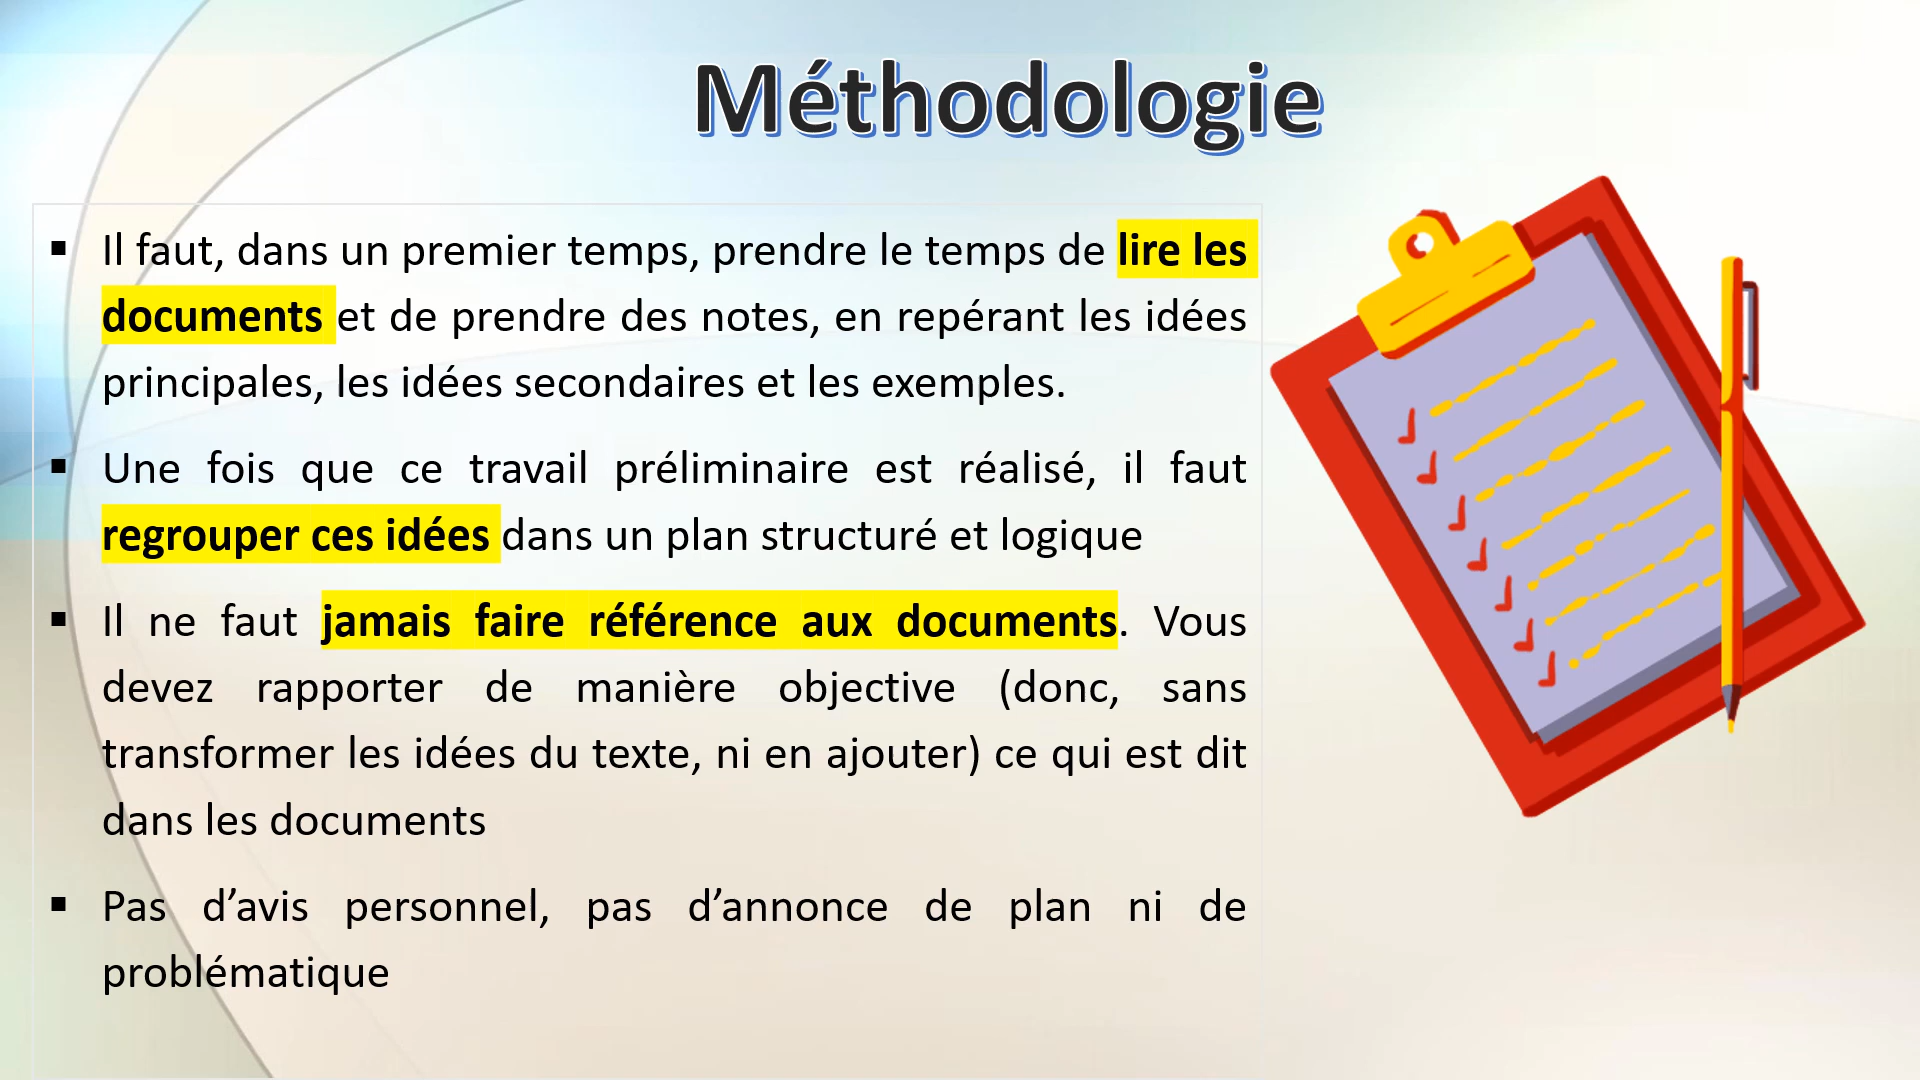 Méthodologie
▪ Il faut, dans un premier temps, prendre le temps de lire les
documents et de prendre des notes, en repérant les idées
principales, les idées secondaires et les exemples.
▪ Une fois que ce travail préliminaire est réalisé, il faut
regrouper ces idées dans un plan structuré et logique
▪ Il ne faut jamais faire référence aux documents. Vous
devez rapporter de manière objective (donc, sans
transformer les idées du texte, ni en ajouter) ce qui est dit
dans les documents
▪ Pas d’avis personnel, pas d’annonce de plan ni de
problématique